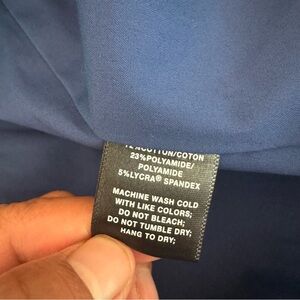 COTTON/COTON
23%POLYAMIDE/
POLYAMIDE
5%LYCRA® SPANDEX
MACHINE WASH COLD
WITH LIKE COLORS;
DO NOT BLEACH;
DO NOT TUMBLE DRY;
HANG TO DRY;